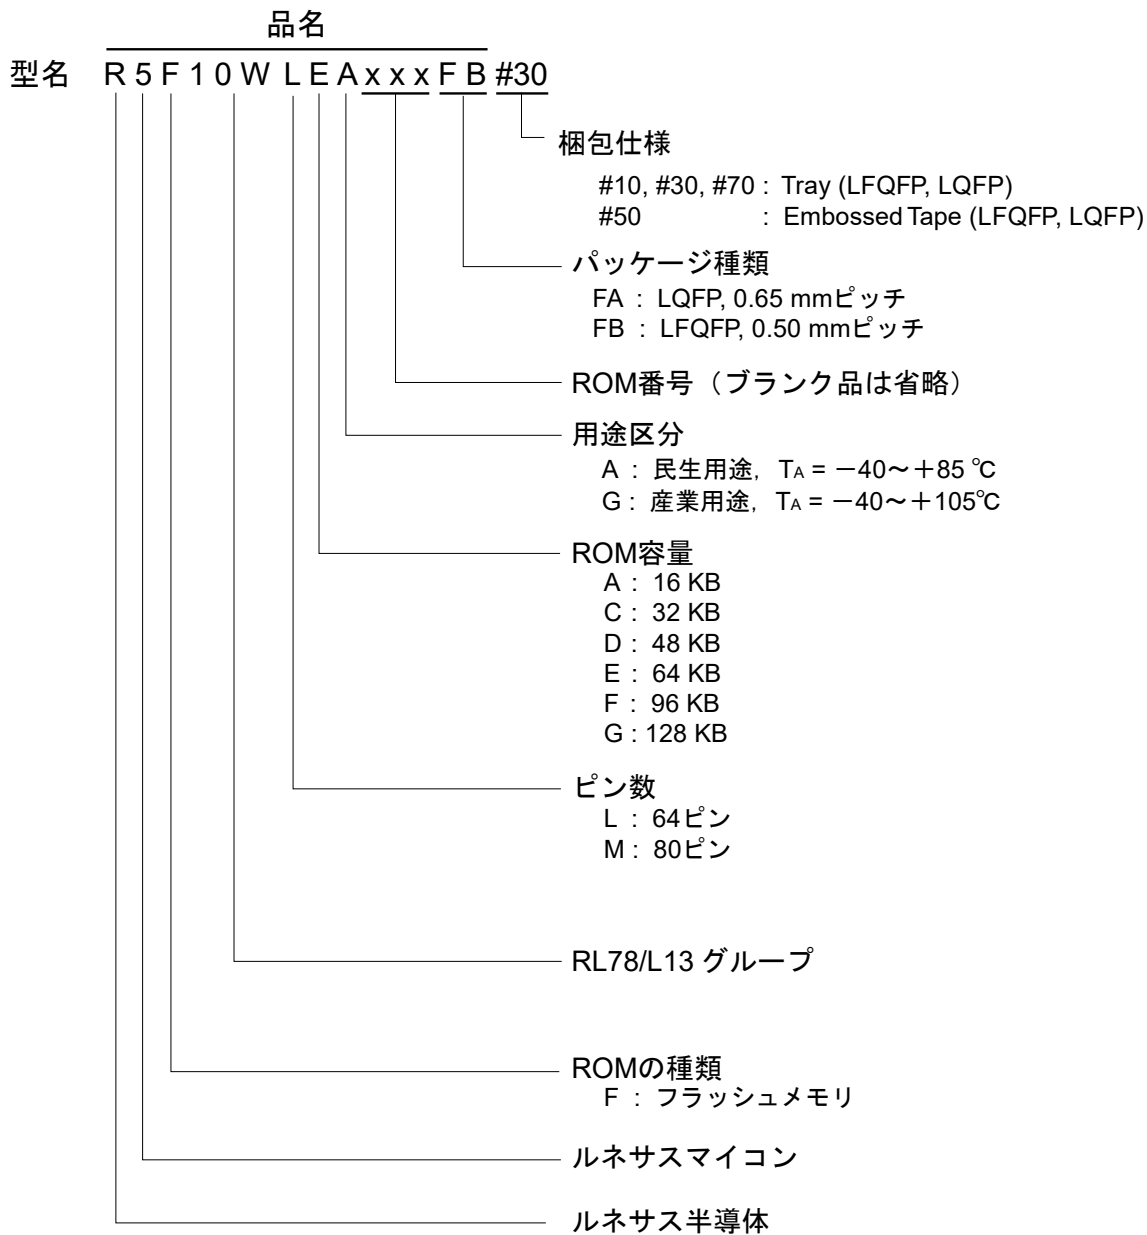 品名
型名 R 5 F 1 0 W L E A x x x F B #30
梱包仕様
#10, #30, #70 : Tray (LFQFP, LQFP)
#50 : Embossed Tape (LFQFP, LQFP)
パッケージ種類
FA : LQFP, 0.65 mmピッチ
FB : LFQFP, 0.50 mmピッチ
ROM番号（ブランク品は省略）
用途区分
A : 民生用途, TA = －40～＋85 ℃
G : 産業用途, TA = －40～＋105℃
ROM容量
A : 16 KB
C : 32 KB
D : 48 KB
E : 64 KB
F : 96 KB
G : 128 KB
ピン数
L : 64ピン
M : 80ピン
RL78/L13 グループ
ROMの種類
F : フラッシュメモリ
ルネサスマイコン
ルネサス半導体